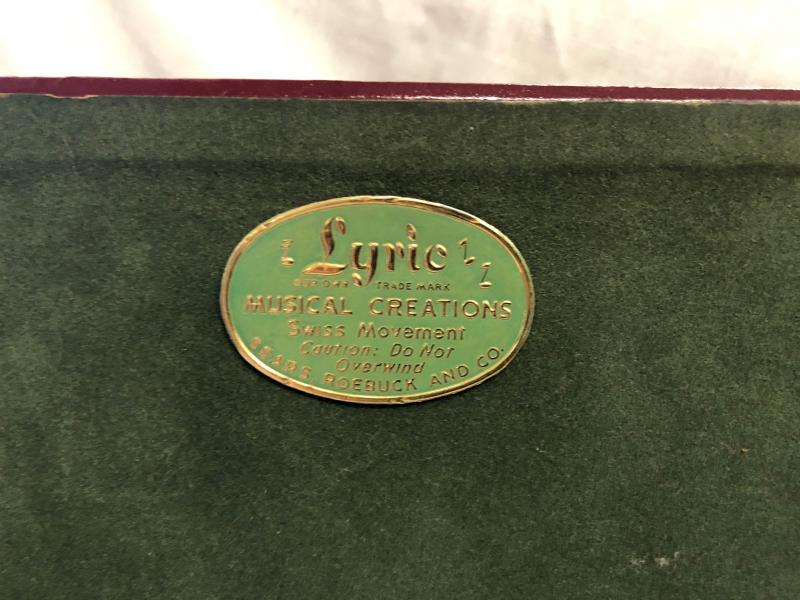 Lyric
OUR OWN TRADE MARK
MUSICAL CREATIONS
Swiss Movement
Caution: Do Not
Overwind
SEARS ROEBUCK AND CO.